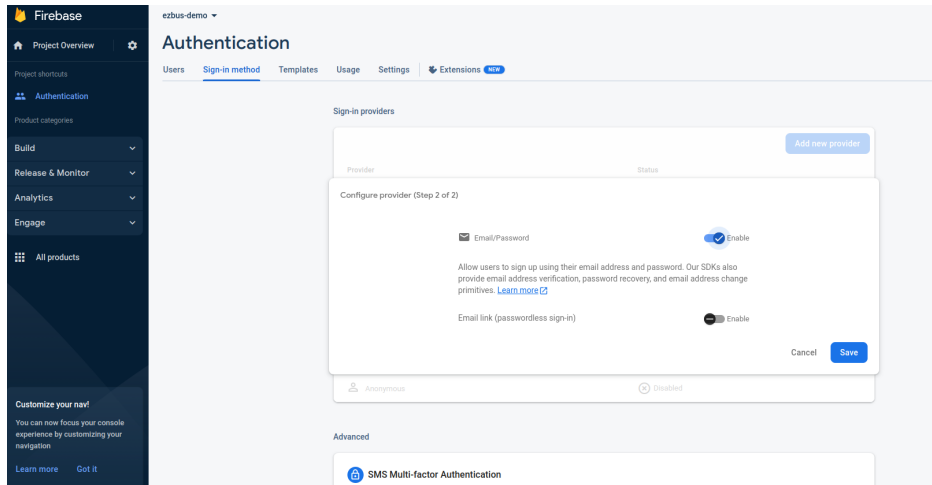 Firebase
Project Overview
Project shortcuts
Authentication
Product categories
Build
Release & Monitor
Analytics
Engage
All products
Customize your nav!
You can now focus your console
experience by customizing your
navigation
Learn more Got it
ezbus-demo
Authentication
Users Sign-in method Templates Usage Settings Extensions NEW
Sign-in providers
Add new provider
Provider Status
Configure provider (Step 2 of 2)
Email/Password Enable
Allow users to sign up using their email address and password. Our SDKs also
provide email address verification, password recovery, and email address change
primitives. Learn more
Email link (passwordless sign-in) Enable
Cancel Save
Anonymous Disabled
Advanced
SMS Multi-factor Authentication